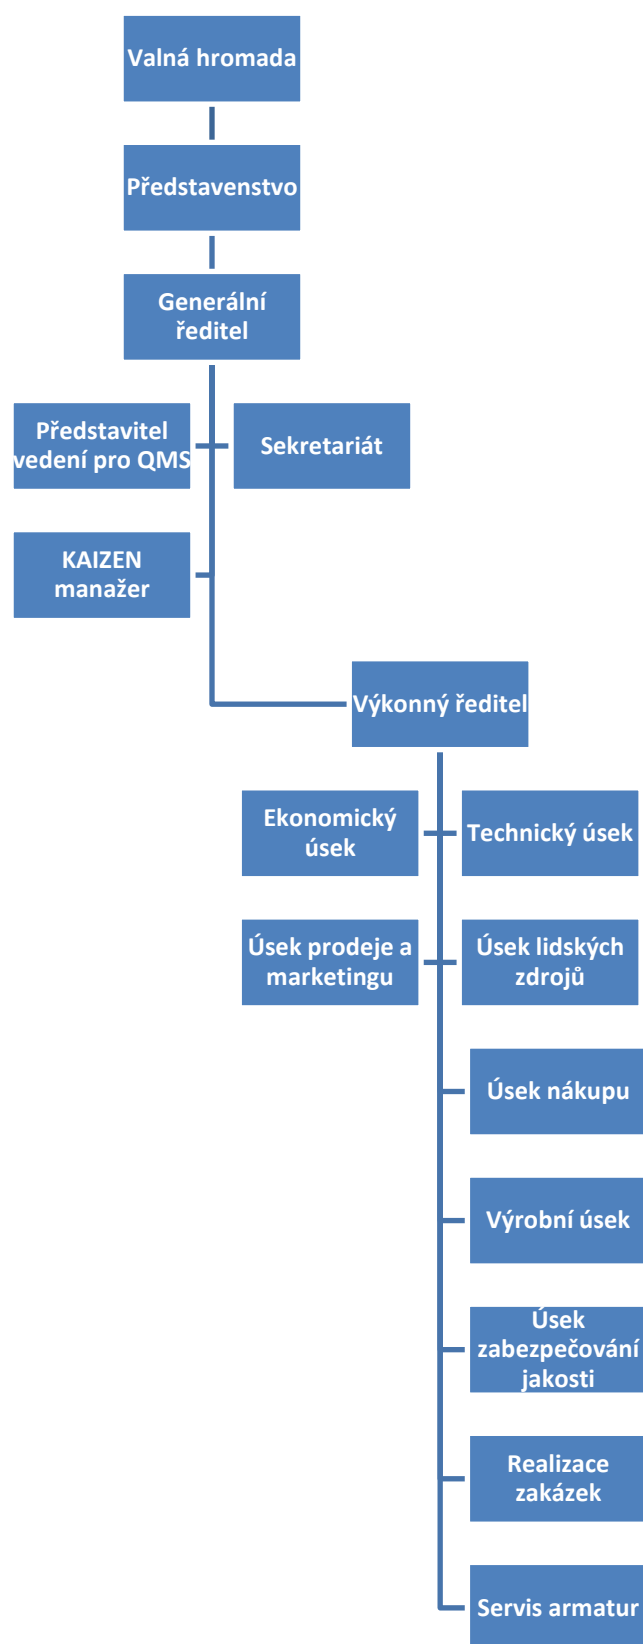 Valná hromada
Představenstvo
Generální
ředitel
Představitel
vedení pro QMS
Sekretariát
KAIZEN
manažer
Výkonný ředitel
Ekonomický
úsek
Technický úsek
Úsek prodeje a
marketingu
Úsek lidských
zdrojů
Úsek nákupu
Výrobní úsek
Úsek
zabezpečování
jakosti
Realizace
zakázek
Servis armatur